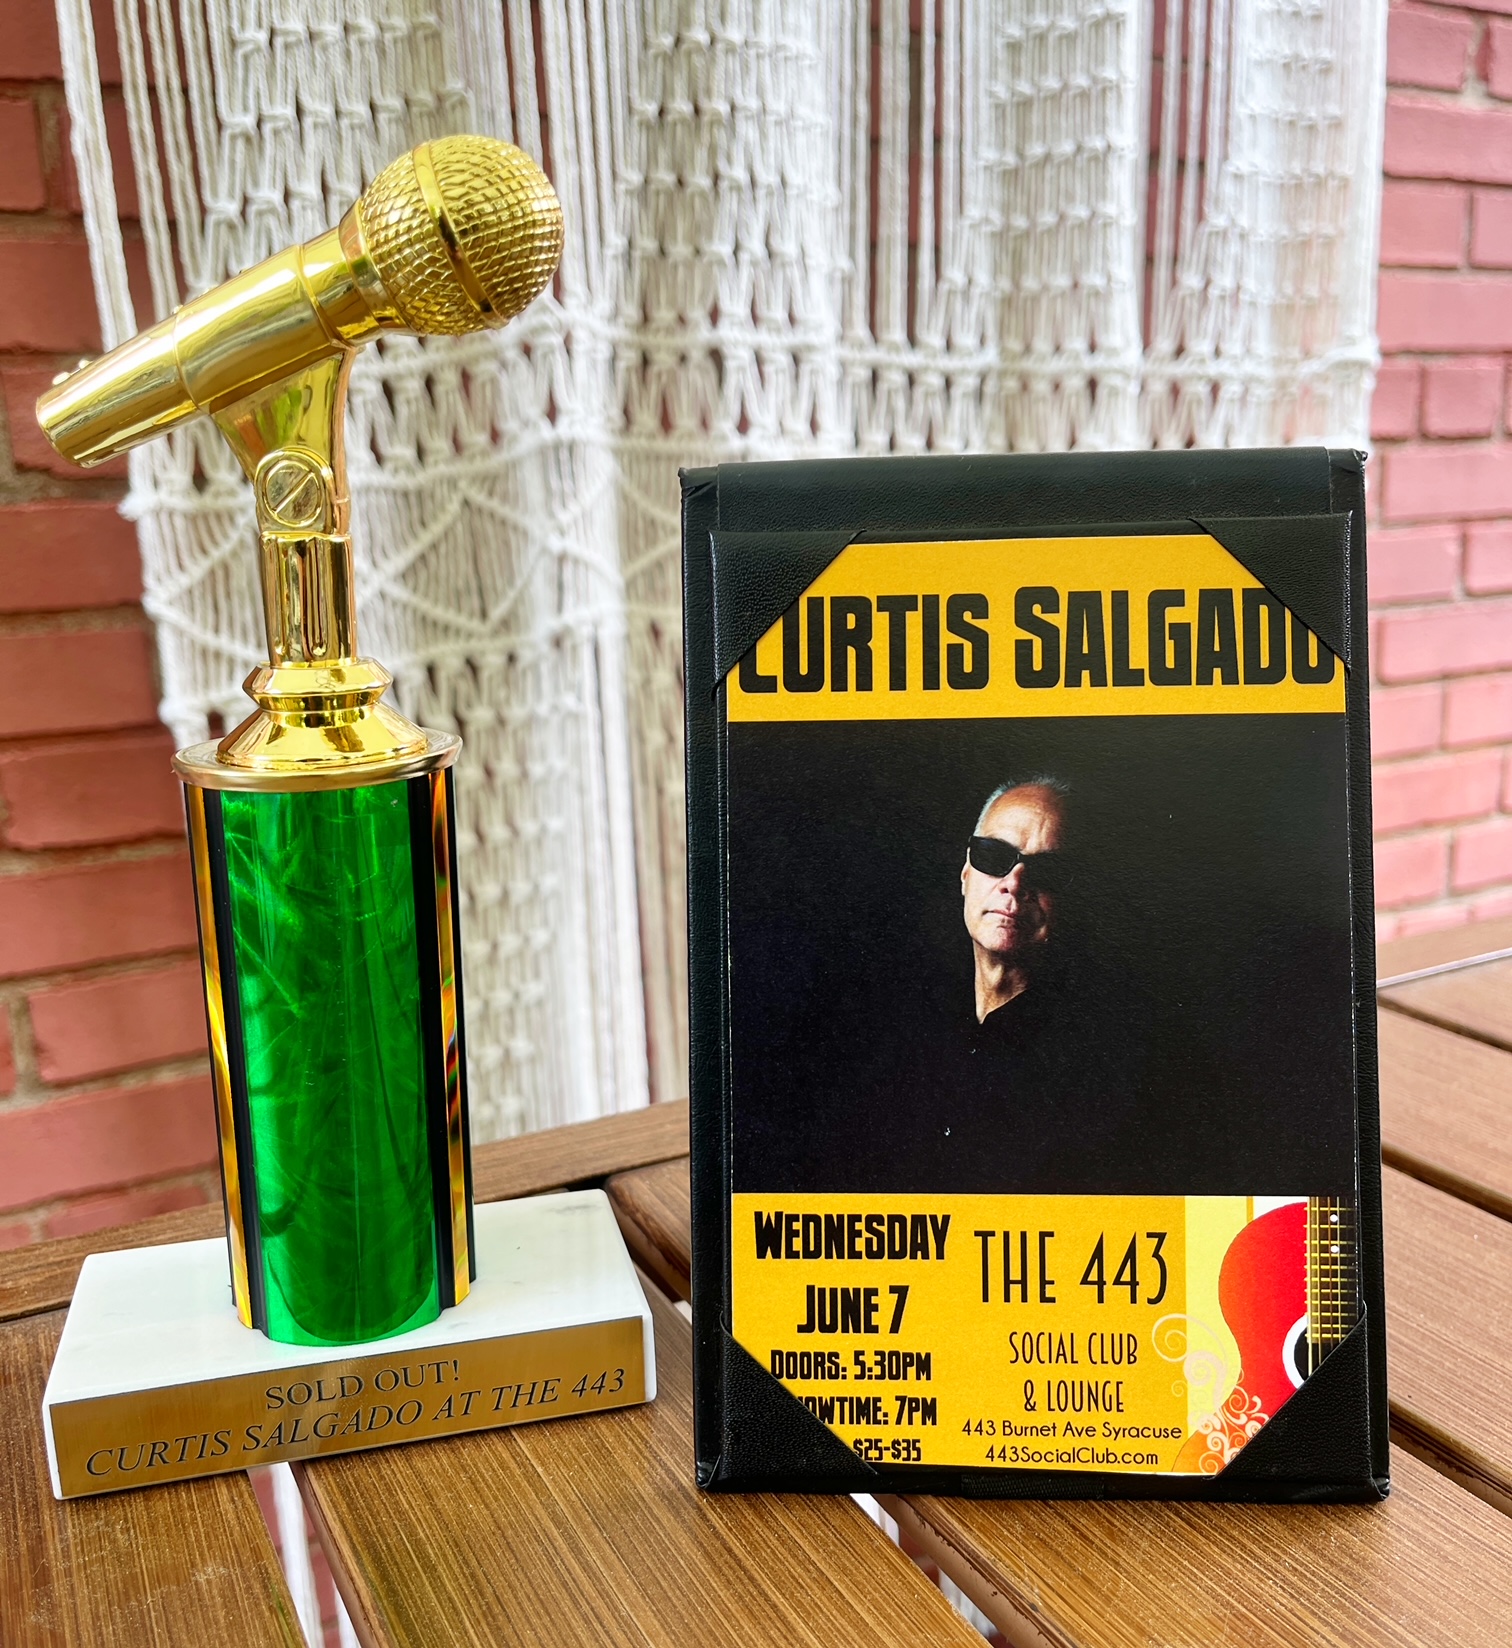 SOLD OUT!
CURTIS SALGADO AT THE 443
CURTIS SALGADO
WEDNESDAY
JUNE 7
DOORS: 5:30PM
SHOWTIME: 7PM
$25-$35
THE 443
SOCIAL CLUB
& LOUNGE
443 Burnet Ave Syracuse
443SocialClub.com